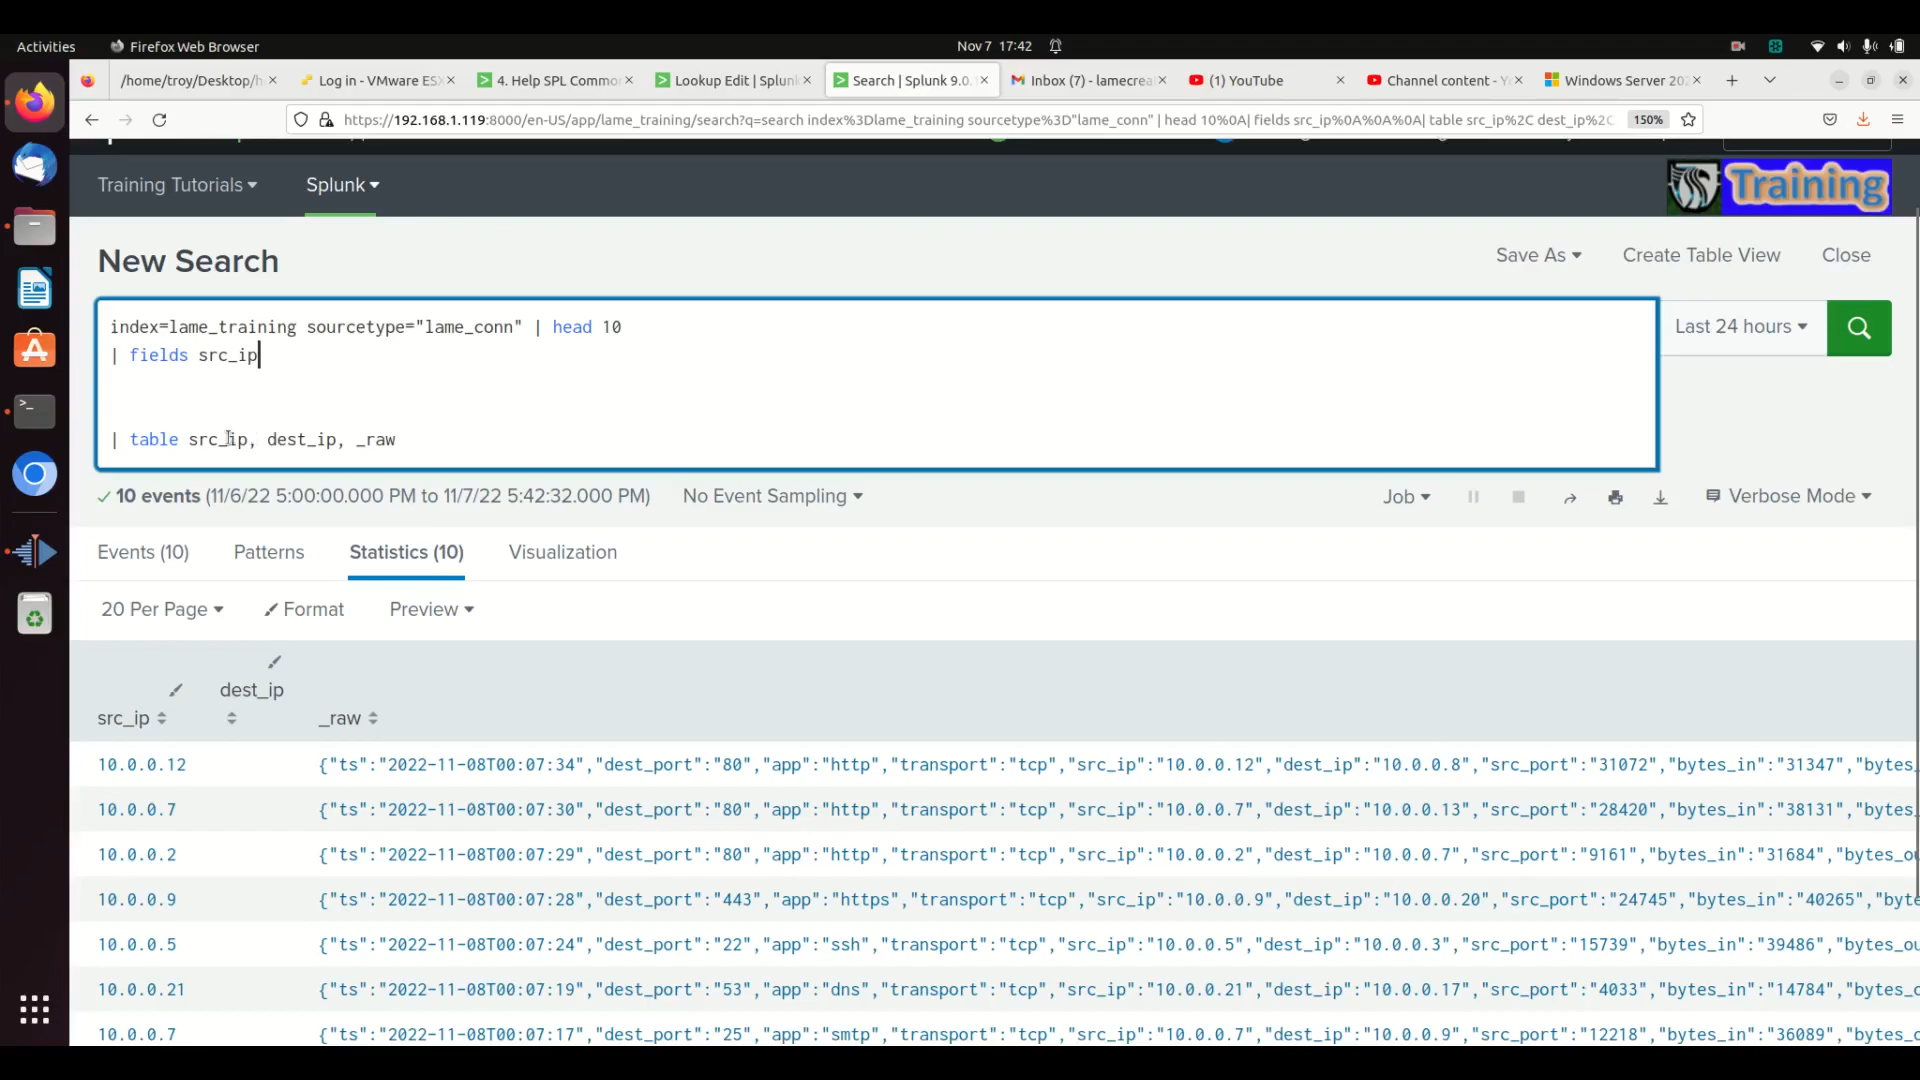 Activities Firefox Web Browser Nov 7 17:42
/home/troy/Desktop/h Log in - VMware ESX 4. Help SPL Commo Lookup Edit | Splunk Search | Splunk 9.0. Inbox (7) - lamecrea (1) YouTube Channel content - Y Windows Server 202
https://192.168.1.119:8000/en-US/app/lame_training/search?q=search index%3Dlame_training sourcetype%3D"lame_conn" | head 10%0A| fields src_ip%0A%0A%0A| table src_ip%2C dest_ip%2C 150%
Training Tutorials Splunk Training
New Search Save As Create Table View Close
index=lame_training sourcetype="lame_conn" | head 10 Last 24 hours
| fields src_ip
| table src_ip, dest_ip, _raw
10 events (11/6/22 5:00:00.000 PM to 11/7/22 5:42:32.000 PM) No Event Sampling Job Verbose Mode
Events (10) Patterns Statistics (10) Visualization
20 Per Page Format Preview
src_ip dest_ip _raw
10.0.0.12 {"ts":"2022-11-08T00:07:34","dest_port":"80","app":"http","transport":"tcp","src_ip":"10.0.0.12","dest_ip":"10.0.0.8","src_port":"31072","bytes_in":"31347","bytes_
10.0.0.7 {"ts":"2022-11-08T00:07:30","dest_port":"80","app":"http","transport":"tcp","src_ip":"10.0.0.7","dest_ip":"10.0.0.13","src_port":"28420","bytes_in":"38131","bytes_
10.0.0.2 {"ts":"2022-11-08T00:07:29","dest_port":"80","app":"http","transport":"tcp","src_ip":"10.0.0.2","dest_ip":"10.0.0.7","src_port":"9161","bytes_in":"31684","bytes_ou
10.0.0.9 {"ts":"2022-11-08T00:07:28","dest_port":"443","app":"https","transport":"tcp","src_ip":"10.0.0.9","dest_ip":"10.0.0.20","src_port":"24745","bytes_in":"40265","byte
10.0.0.5 {"ts":"2022-11-08T00:07:24","dest_port":"22","app":"ssh","transport":"tcp","src_ip":"10.0.0.5","dest_ip":"10.0.0.3","src_port":"15739","bytes_in":"39486","bytes_ou
10.0.0.21 {"ts":"2022-11-08T00:07:19","dest_port":"53","app":"dns","transport":"tcp","src_ip":"10.0.0.21","dest_ip":"10.0.0.17","src_port":"4033","bytes_in":"14784","bytes_
10.0.0.7 {"ts":"2022-11-08T00:07:17","dest_port":"25","app":"smtp","transport":"tcp","src_ip":"10.0.0.7","dest_ip":"10.0.0.9","src_port":"12218","bytes_in":"36089","bytes_